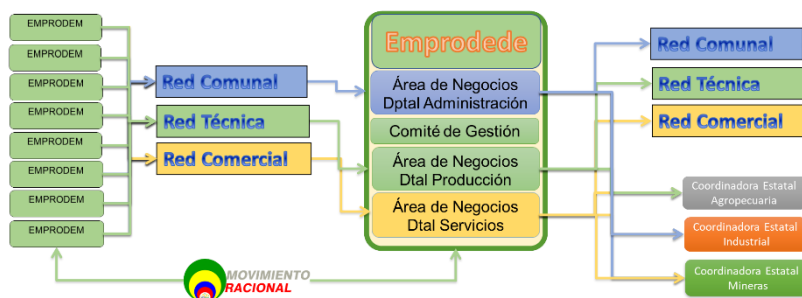 EMPRODEM
EMPRODEM
EMPRODEM
EMPRODEM
EMPRODEM
EMPRODEM
EMPRODEM
EMPRODEM
Red Comunal
Red Técnica
Red Comercial
Emprodede
Área de Negocios
Dptal Administración
Comité de Gestión
Área de Negocios
Dtal Producción
Área de Negocios
Dtal Servicios
Red Comunal
Red Técnica
Red Comercial
Coordinadora Estatal
Agropecuaria
Coordinadora Estatal
Industrial
Coordinadora Estatal
Mineras
MOVIMIENTO
RACIONAL